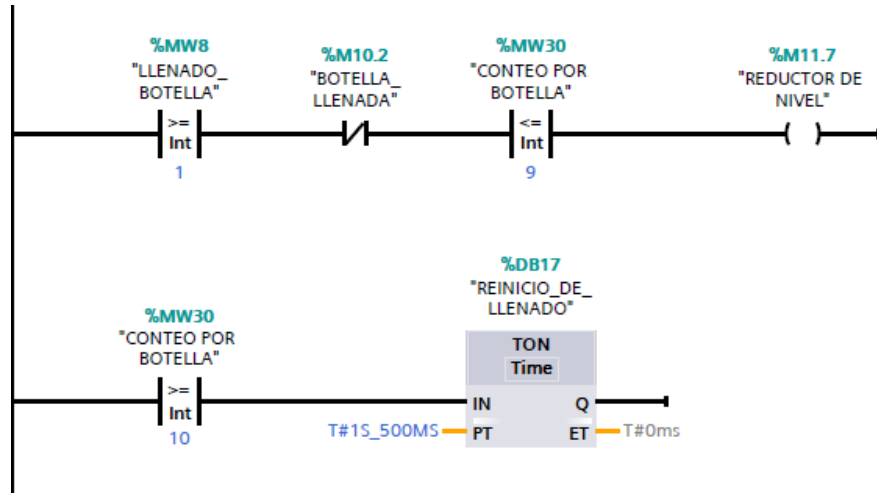 %MW8
"LLENADO_
BOTELLA"
>=
Int
1
%M10.2
"BOTELLA_
LLENADA"
%MW30
"CONTEO POR
BOTELLA"
<=
Int
9
%M11.7
"REDUCTOR DE
NIVEL"
%MW30
"CONTEO POR
BOTELLA"
>=
Int
10
%DB17
"REINICIO_DE_
LLENADO"
TON
Time
IN Q
T#1S_500MS PT ET T#0ms